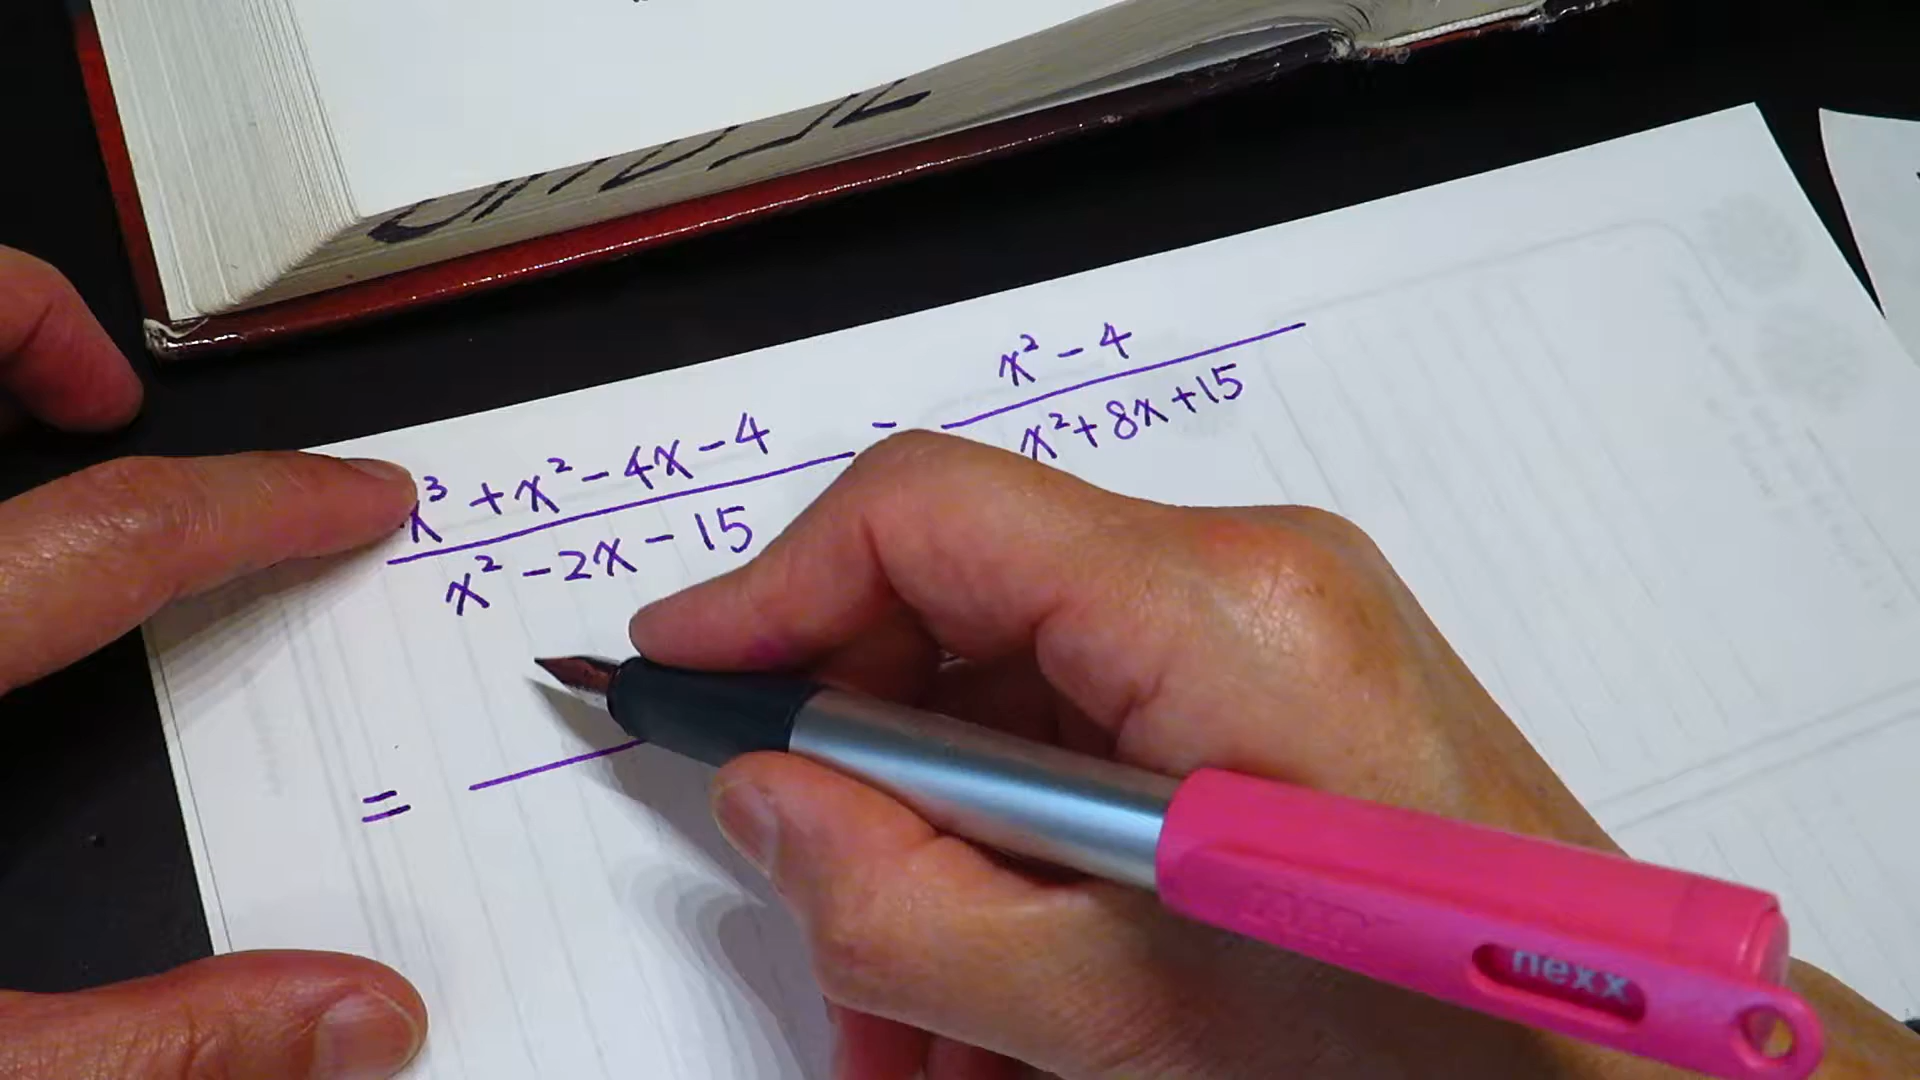 x² - 4
x³ + x² - 4x - 4 -
x² + 8x + 15
x² - 2x - 15
=
nexx